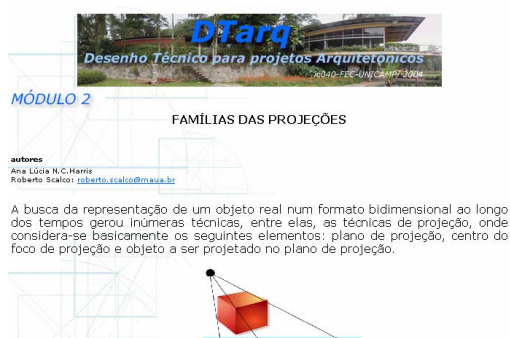 DTarq
Desenho Técnico para projetos Arquitetônicos
ic040-FEC-UNICAMP/ 2004
MÓDULO 2
FAMÍLIAS DAS PROJEÇÕES
autores
Ana Lúcia N.C.Harris
Roberto Scalco: roberto.scalco@maua.br
A busca da representação de um objeto real num formato bidimensional ao longo
dos tempos gerou inúmeras técnicas, entre elas, as técnicas de projeção, onde
considera-se basicamente os seguintes elementos: plano de projeção, centro do
foco de projeção e objeto a ser projetado no plano de projeção.